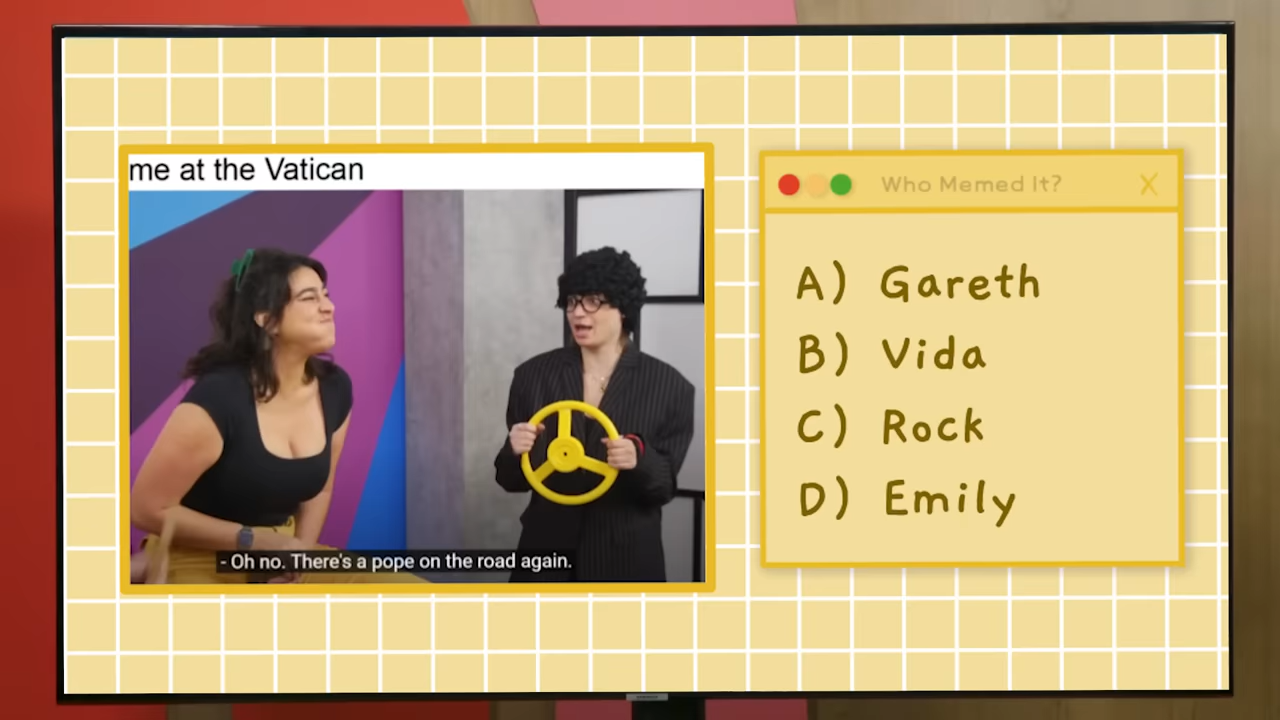 me at the Vatican
- Oh no. There's a pope on the road again.
Who Memed It?
X
A) Gareth
B) Vida
C) Rock
D) Emily